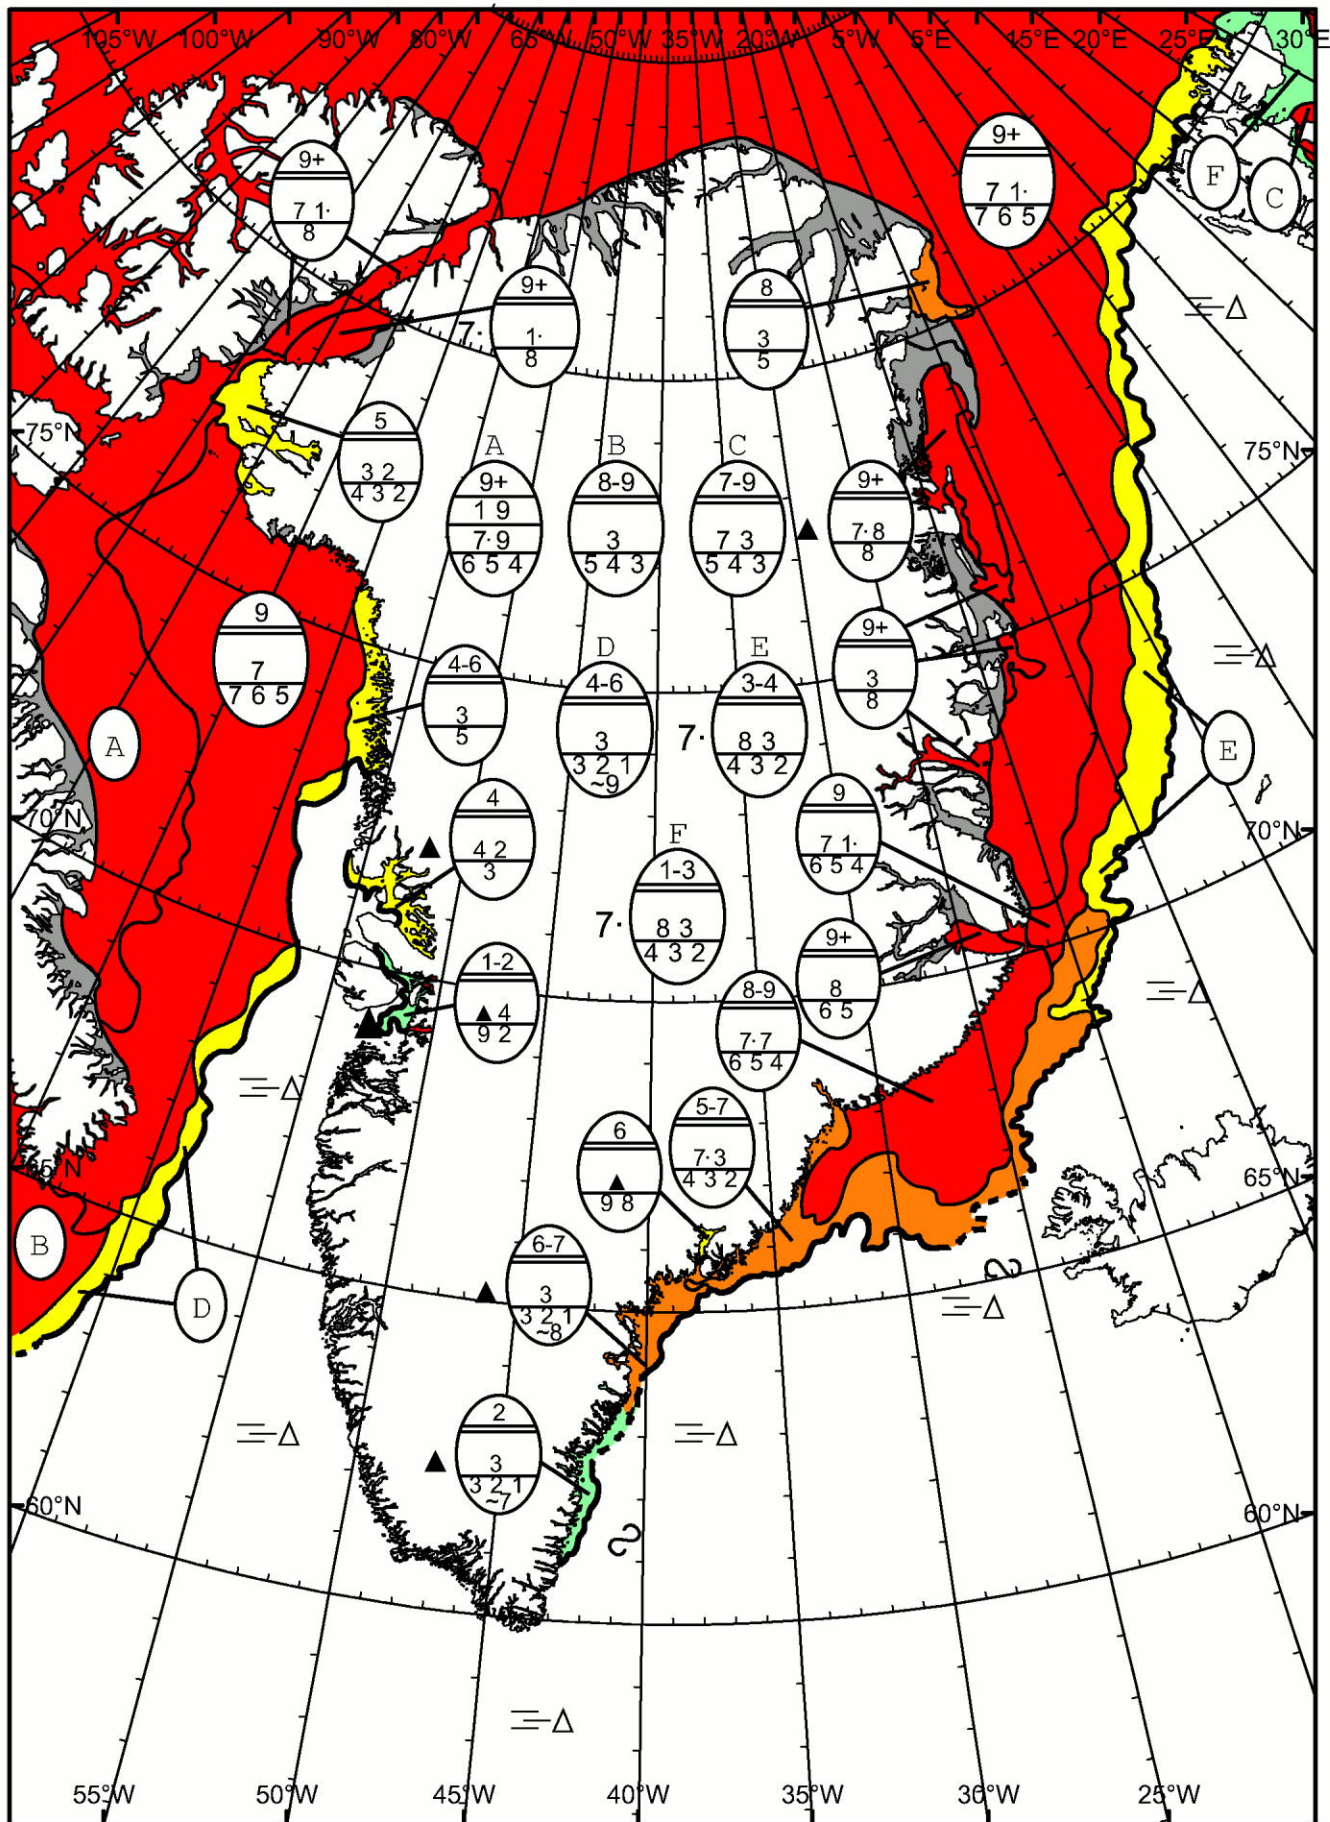 105°W 100°W 90°W 80°W 65°W 50°W 35°W 20°W 5°W 5°E 15°E 20°E 25°E 30°E
9+
7 1·
8
9+
7 1·
7 6 5
F
C
9+
7·
1·
8
8
3
5
75°N
75°N
5
3 2
4 3 2
A
9+
1 9
7·9
6 5 4
B
8-9
3
5 4 3
C
7-9
7 3
5 4 3
9+
7·8
8
9
7
7 6 5
4-6
3
5
D
4-6
3
3 2 1
~9
E
3-4
7·
8 3
4 3 2
9+
3
8
A
E
70°N
70°N
4
4 2
3
F
1-3
7·
8 3
4 3 2
9
7 1·
6 5 4
1-2
▲4
9 2
9+
8
6 5
8-9
7·7
6 5 4
5-7
7·3
4 3 2
6
▲
9 8
65°N
65°N
B
D
6-7
3
3 2 1
~8
2
3
3 2 1
~7
60°N
60°N
55°W 50°W 45°W 40°W 35°W 30°W 25°W